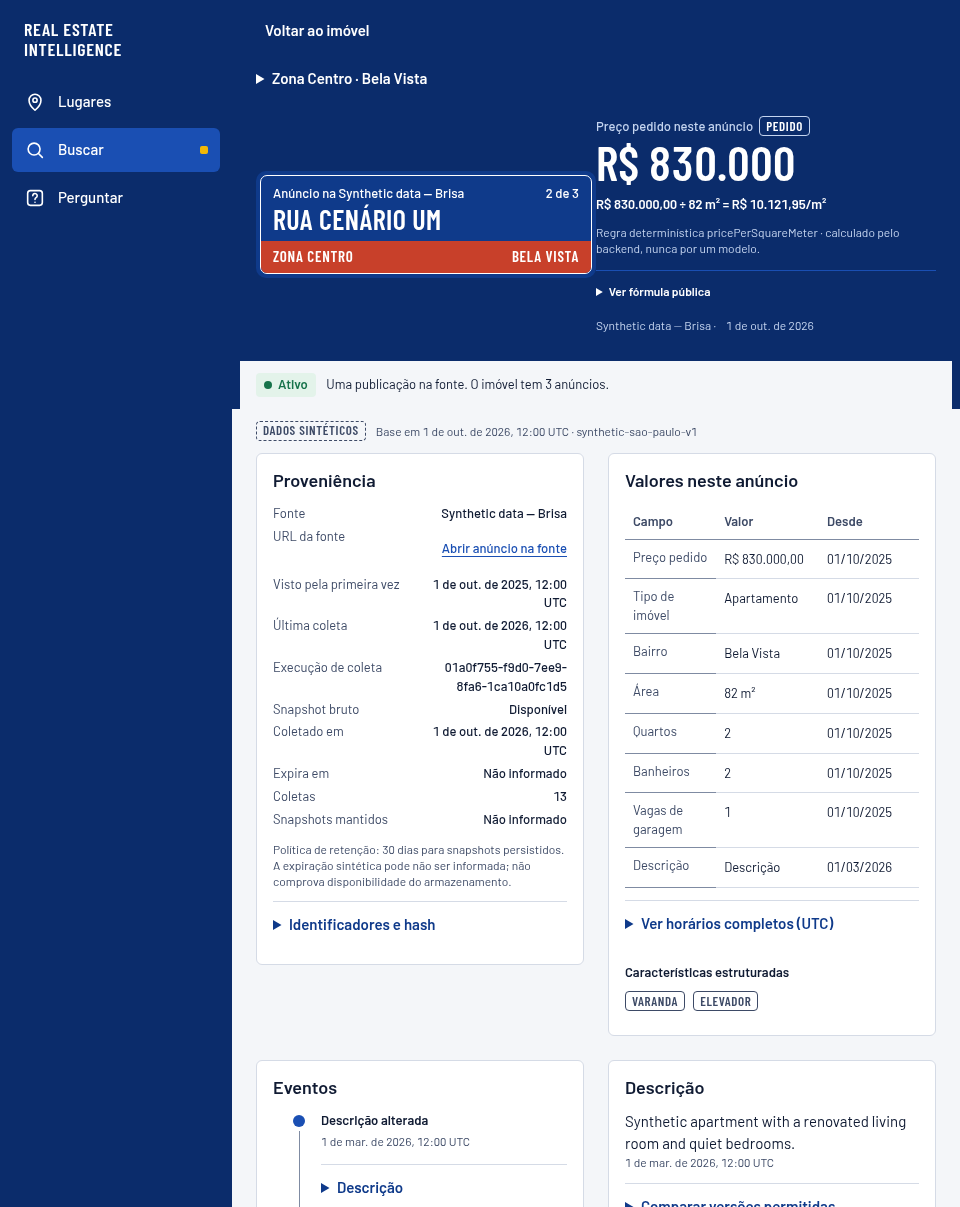 REAL ESTATE
INTELLIGENCE
Lugares
Buscar
Perguntar
Voltar ao imóvel
Zona Centro · Bela Vista
Anúncio na Synthetic data — Brisa 2 de 3
RUA CENÁRIO UM
ZONA CENTRO BELA VISTA
Preço pedido neste anúncio PEDIDO
R$ 830.000
R$ 830.000,00 ÷ 82 m² = R$ 10.121,95/m²
Regra determinística pricePerSquareMeter · calculado pelo
backend, nunca por um modelo.
Ver fórmula pública
Synthetic data — Brisa · 1 de out. de 2026
Ativo Uma publicação na fonte. O imóvel tem 3 anúncios.
DADOS SINTÉTICOS Base em 1 de out. de 2026, 12:00 UTC · synthetic-sao-paulo-v1
Proveniência
Fonte Synthetic data — Brisa
URL da fonte
Abrir anúncio na fonte
Visto pela primeira vez 1 de out. de 2025, 12:00
UTC
Última coleta 1 de out. de 2026, 12:00
UTC
Execução de coleta 01a0f755-f9d0-7ee9-
8fa6-1ca10a0fc1d5
Snapshot bruto Disponível
Coletado em 1 de out. de 2026, 12:00
UTC
Expira em Não informado
Coletas 13
Snapshots mantidos Não informado
Política de retenção: 30 dias para snapshots persistidos.
A expiração sintética pode não ser informada; não
comprova disponibilidade do armazenamento.
Identificadores e hash
Valores neste anúncio
Campo Valor Desde
Preço pedido R$ 830.000,00 01/10/2025
Tipo de
imóvel Apartamento 01/10/2025
Bairro Bela Vista 01/10/2025
Área 82 m² 01/10/2025
Quartos 2 01/10/2025
Banheiros 2 01/10/2025
Vagas de
garagem 1 01/10/2025
Descrição Descrição 01/03/2026
Ver horários completos (UTC)
Características estruturadas
VARANDA ELEVADOR
Eventos
Descrição alterada
1 de mar. de 2026, 12:00 UTC
Descrição
Descrição
Synthetic apartment with a renovated living
room and quiet bedrooms.
1 de mar. de 2026, 12:00 UTC
Comparar versões permitidas